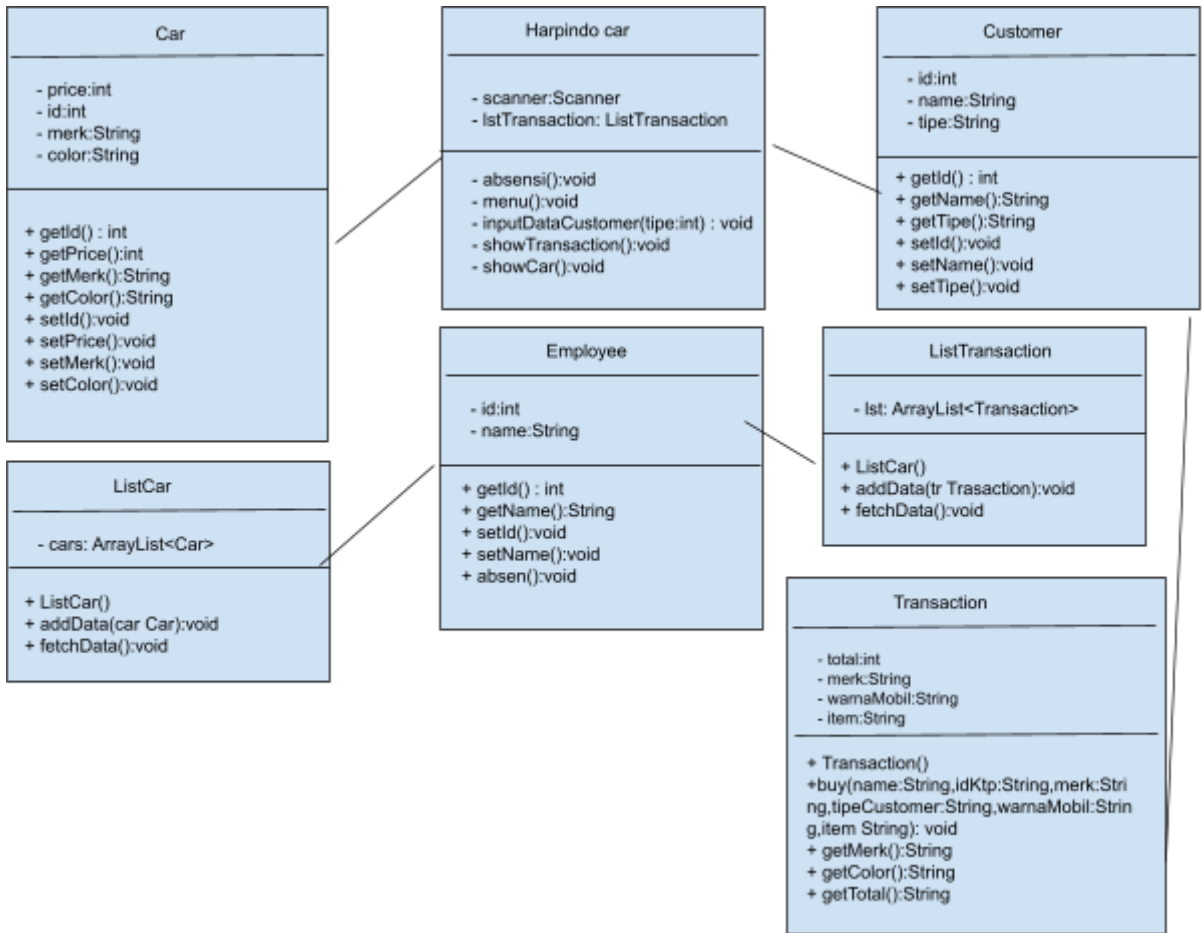 Car
- price:int
- id:int
- merk:String
- color:String
+ getId() : int
+ getPrice():int
+ getMerk():String
+ getColor():String
+ setId():void
+ setPrice():void
+ setMerk():void
+ setColor():void
Harpindo car
- scanner:Scanner
- lstTransaction: ListTransaction
- absensi():void
- menu():void
- inputDataCustomer(tipe:int) : void
- showTransaction():void
- showCar():void
Customer
- id:int
- name:String
- tipe:String
+ getId() : int
+ getName():String
+ getTipe():String
+ setId():void
+ setName():void
+ setTipe():void
ListCar
- cars: ArrayList<Car>
+ ListCar()
+ addData(car Car):void
+ fetchData():void
Employee
- id:int
- name:String
+ getId() : int
+ getName():String
+ setId():void
+ setName():void
+ absen():void
ListTransaction
- lst: ArrayList<Transaction>
+ ListCar()
+ addData(tr Trasaction):void
+ fetchData():void
Transaction
- total:int
- merk:String
- warnaMobil:String
- item:String
+ Transaction()
+buy(name:String,idKtp:String,merk:Stri
ng,tipeCustomer:String,warnaMobil:Strin
g,item String): void
+ getMerk():String
+ getColor():String
+ getTotal():String